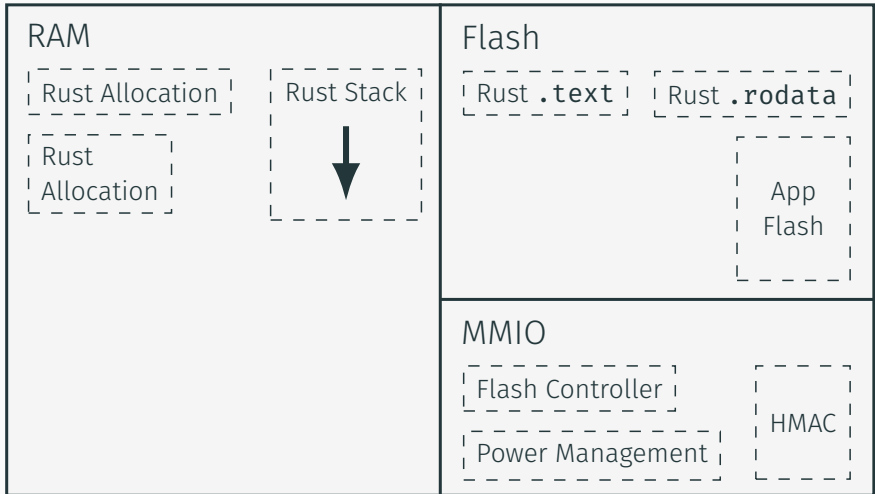 RAM
Rust Allocation
Rust Stack
Rust
Allocation
Flash
Rust .text
Rust .rodata
App
Flash
MMIO
Flash Controller
HMAC
Power Management